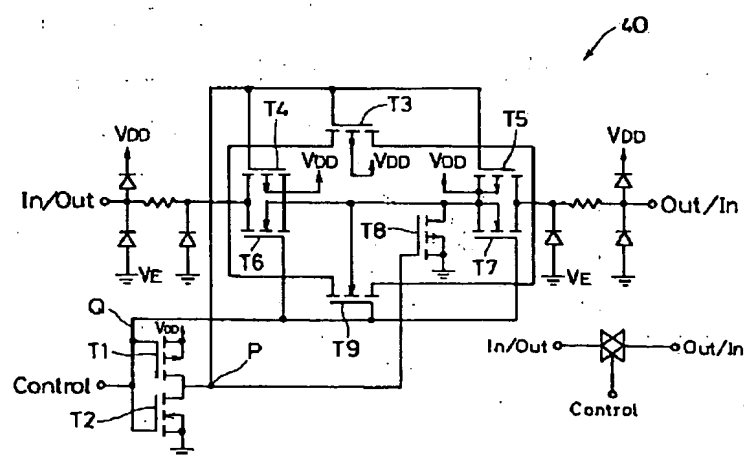 40
T3
T4
T5
VDD
VDD
VDD
VDD
VDD
VDD
In/Out
Out/In
T8
T6
T7
VE
VE
Q
VDD
T9
T1
P
In/Out
Out/In
Control
T2
Control